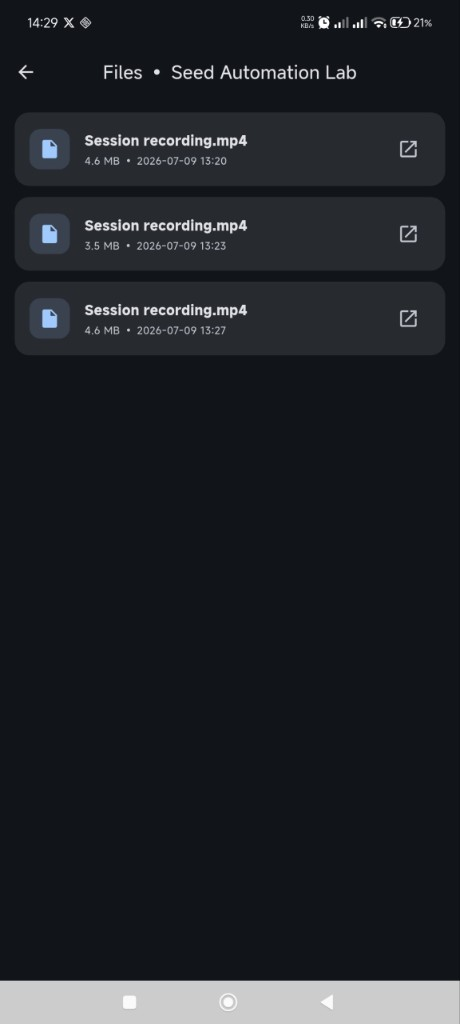 14:29
0.30
KB/s
21%
Files • Seed Automation Lab
Session recording.mp4
4.6 MB • 2026-07-09 13:20
Session recording.mp4
3.5 MB • 2026-07-09 13:23
Session recording.mp4
4.6 MB • 2026-07-09 13:27